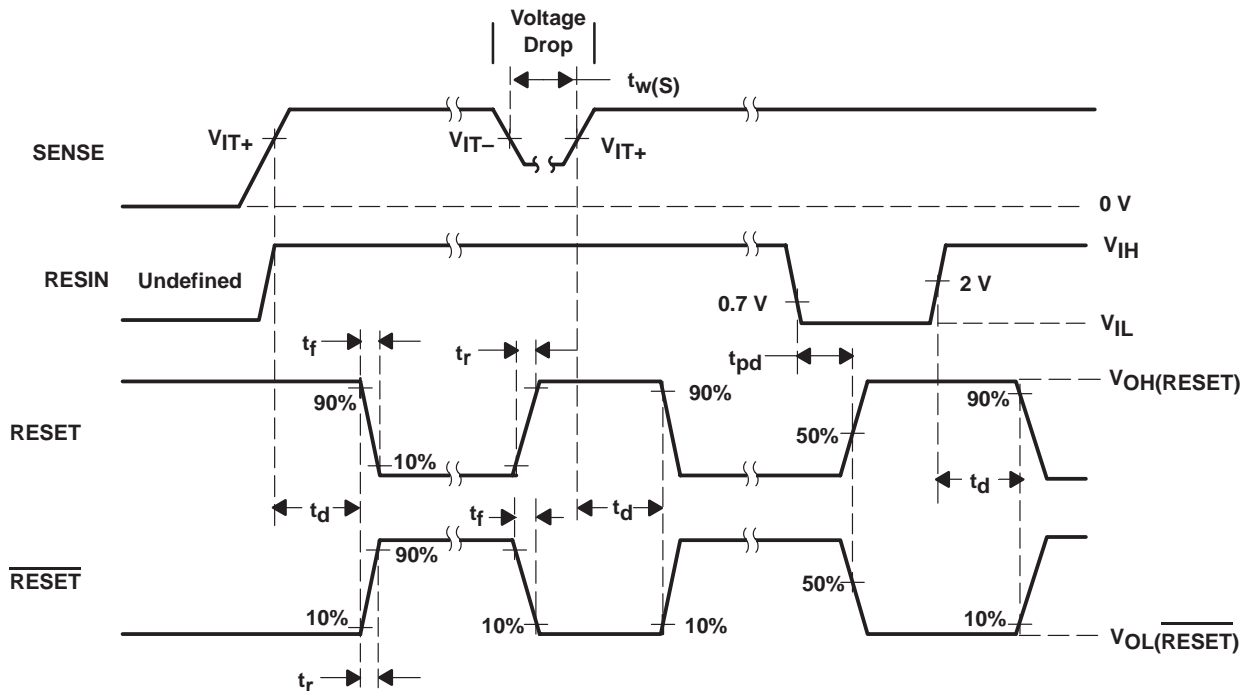 Voltage
Drop
tw(S)
VIT+
VIT–
VIT+
SENSE
0 V
VIH
RESIN
Undefined
2 V
0.7 V
VIL
tf
tr
tpd
VOH(RESET)
90%
90%
90%
RESET
50%
10%
td
tf
td
td
90%
RESET
50%
10%
10%
10%
10%
VOL(RESET)
tr